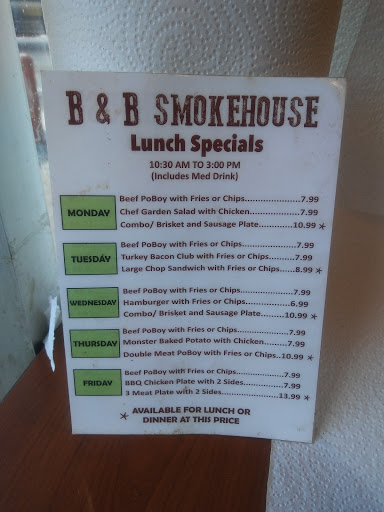 B & B SMOKEHOUSE
Lunch Specials
10:30 AM TO 3:00 PM
(Includes Med Drink)
MONDAY
Beef PoBoy with Fries or Chips.....................7.99
Chef Garden Salad with Chicken...................7.99
Combo/ Brisket and Sausage Plate.............10.99 *
TUESDAY
Beef PoBoy with Fries or Chips.....................7.99
Turkey Bacon Club with Fries or Chips..........7.99
Large Chop Sandwich with Fries or Chips......8.99 *
WEDNESDAY
Beef PoBoy with Fries or Chips.....................7.99
Hamburger with Fries or Chips.....................6.99
Combo/ Brisket and Sausage Plate.............10.99 *
THURSDAY
Beef PoBoy with Fries or Chips.....................7.99
Monster Baked Potato with Chicken.............7.99
Double Meat PoBoy with Fries or Chips..10.99 *
FRIDAY
Beef PoBoy with Fries or Chips.....................7.99
BBQ Chicken Plate with 2 Sides.................7.99
3 Meat Plate with 2 Sides.......................13.99 *
* AVAILABLE FOR LUNCH OR
DINNER AT THIS PRICE